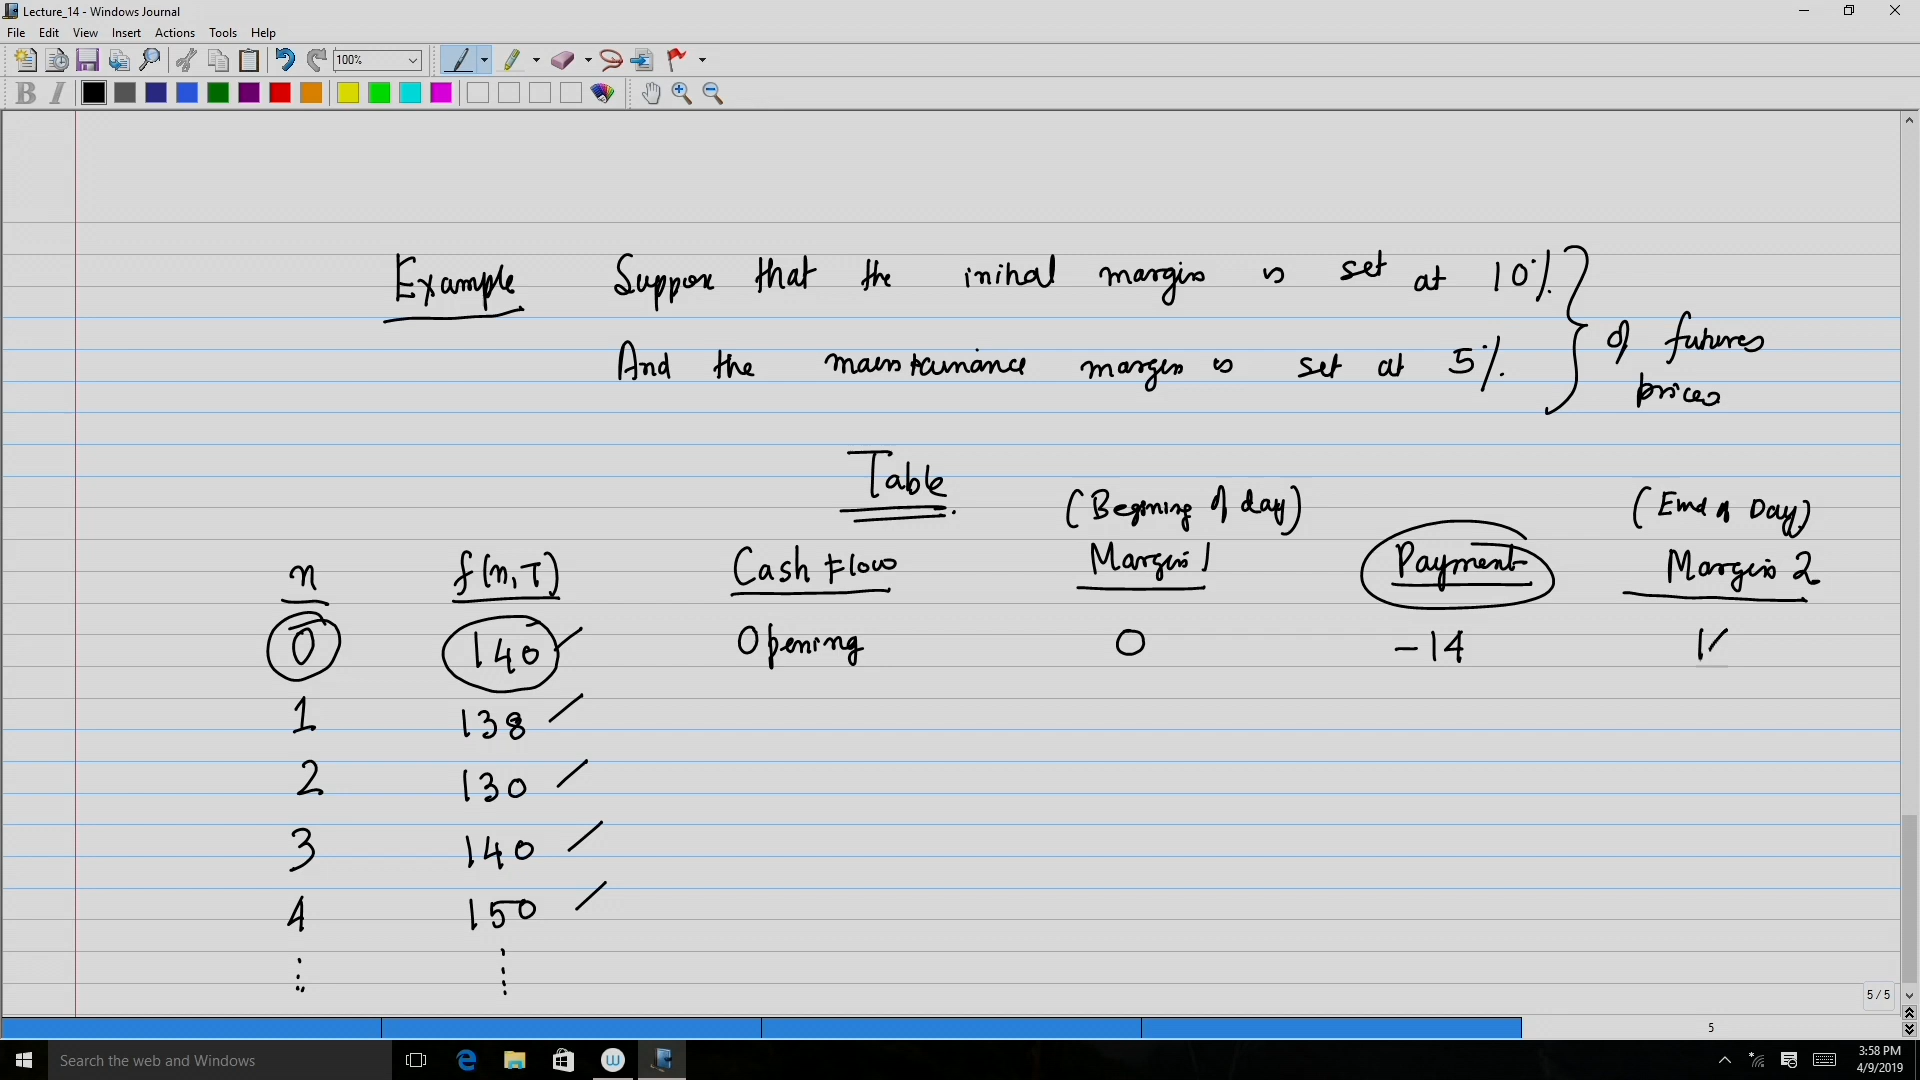 Lecture_14 - Windows Journal
File Edit View Insert Actions Tools Help
100%
B I
Example Suppose that the initial margin is set at 10%
And the maintainance margin is set at 5%
of futures prices
Table
(Begining of day) (End of Day)
n f(n,T) Cash Flow Margin 1 Payment Margin 2
0 140 Opening 0 -14
1 138
2 130
3 140
4 150
5 / 5
5
Search the web and Windows
3:58 PM
4/9/2019